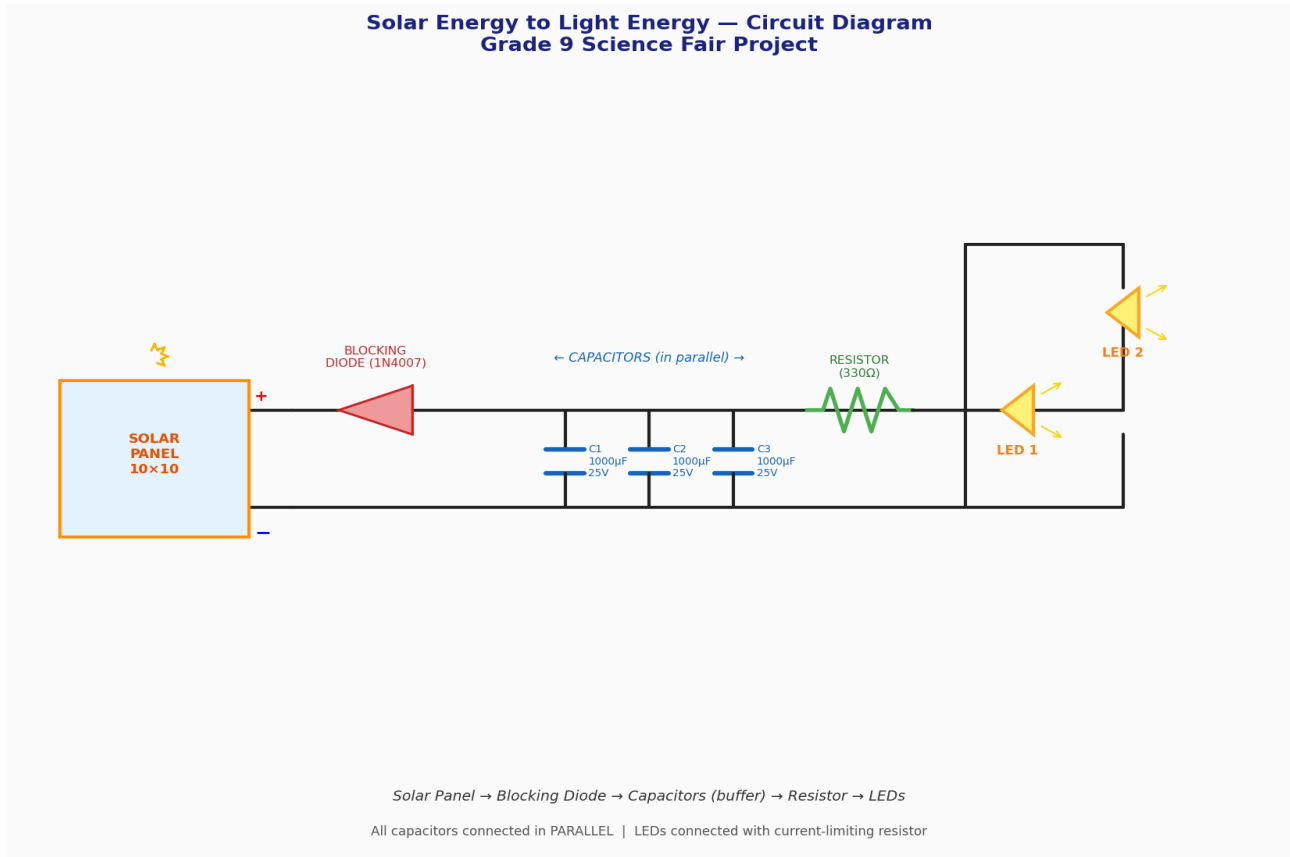 Solar Energy to Light Energy — Circuit Diagram
Grade 9 Science Fair Project
BLOCKING
DIODE (1N4007)
← CAPACITORS (in parallel) →
RESISTOR
(330Ω)
LED 2
+
SOLAR
PANEL
10×10
C1
1000μF
25V
C2
1000μF
25V
C3
1000μF
25V
LED 1
−
Solar Panel → Blocking Diode → Capacitors (buffer) → Resistor → LEDs
All capacitors connected in PARALLEL | LEDs connected with current-limiting resistor